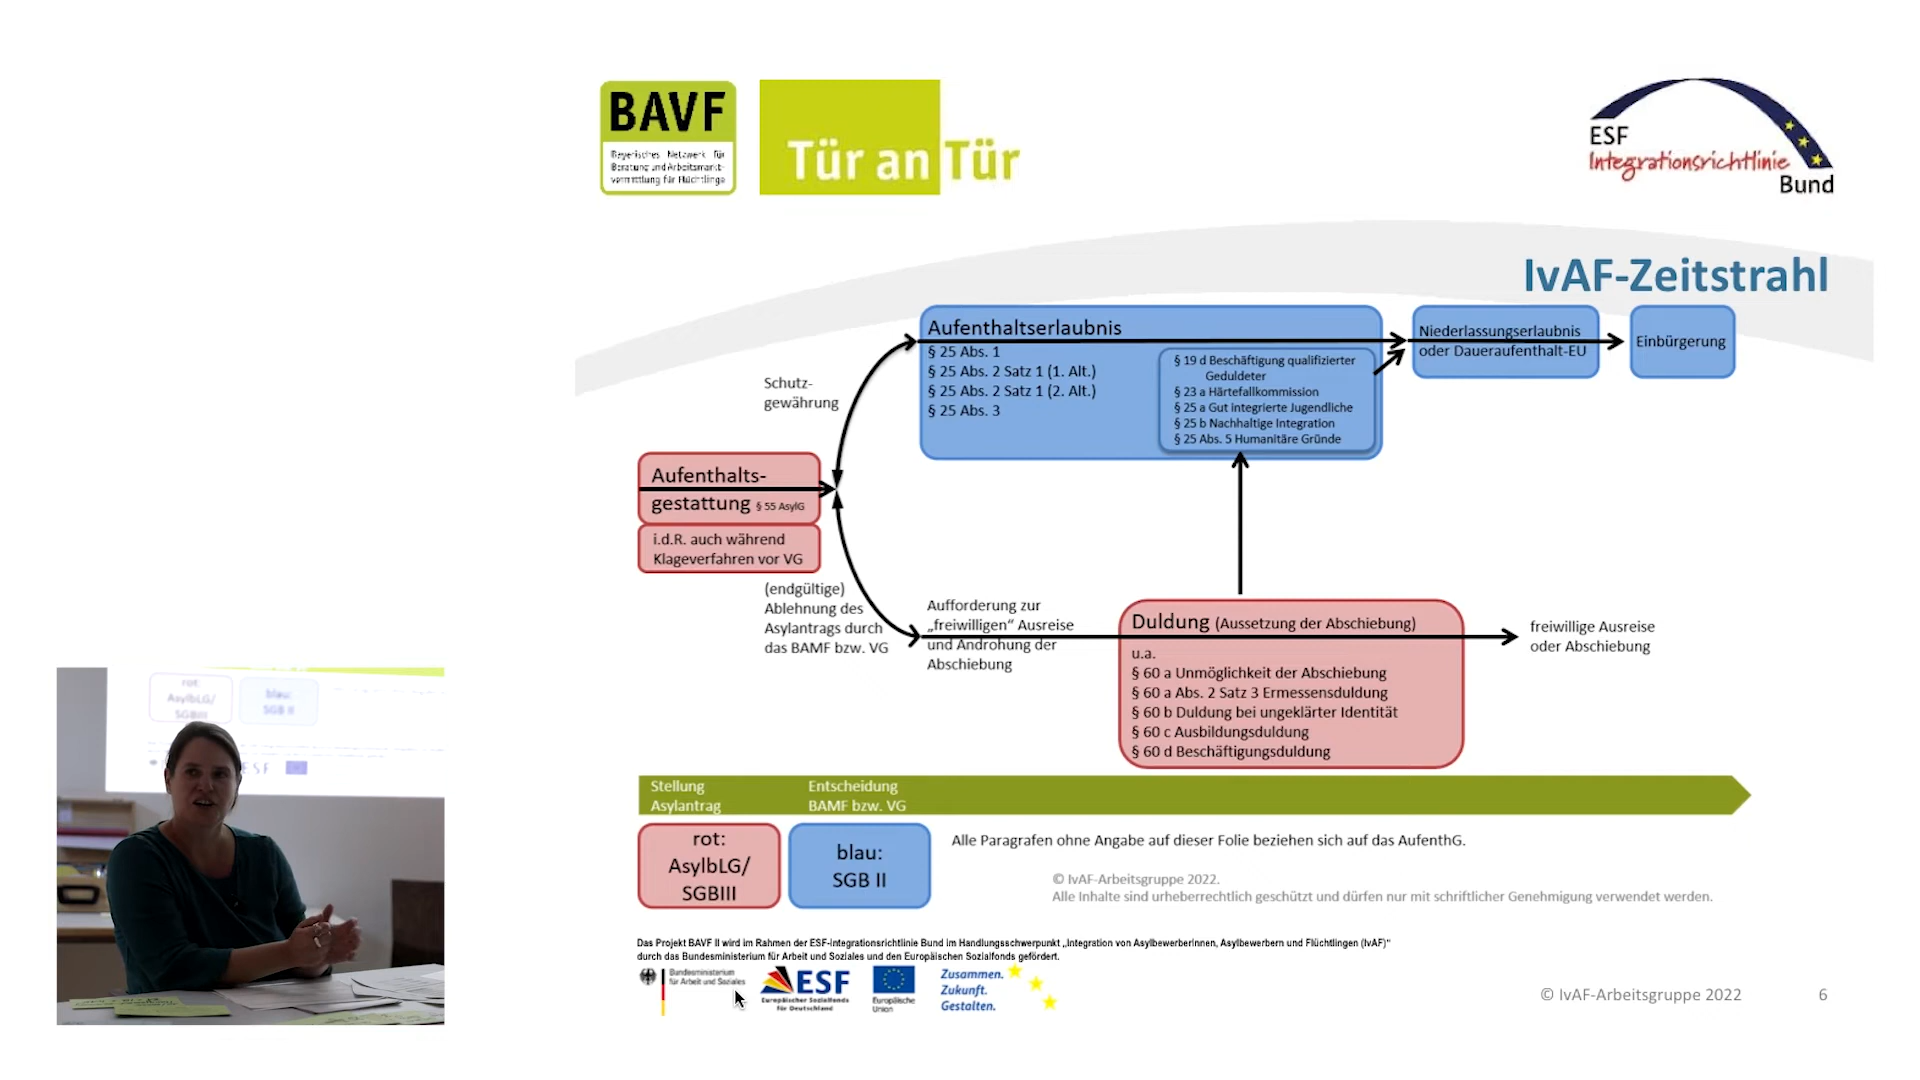 BAVF
Bayerisches Netzwerk für
Beratung und Arbeitsmarkt-
vermittlung für Flüchtlinge
Tür an Tür
ESF
Integrationsrichtlinie
Bund
IvAF-Zeitstrahl
Aufenthaltserlaubnis
§ 25 Abs. 1
§ 25 Abs. 2 Satz 1 (1. Alt.)
§ 25 Abs. 2 Satz 1 (2. Alt.)
§ 25 Abs. 3
§ 19 d Beschäftigung qualifizierter
Geduldeter
§ 23 a Härtefallkommission
§ 25 a Gut integrierte Jugendliche
§ 25 b Nachhaltige Integration
§ 25 Abs. 5 Humanitäre Gründe
Niederlassungserlaubnis
oder Daueraufenthalt-EU
Einbürgerung
Schutz-
gewährung
Aufenthalts-
gestattung § 55 AsylG
i.d.R. auch während
Klageverfahren vor VG
(endgültige)
Ablehnung des
Asylantrags durch
das BAMF bzw. VG
Aufforderung zur
„freiwilligen“ Ausreise
und Androhung der
Abschiebung
Duldung (Aussetzung der Abschiebung)
u.a.
§ 60 a Unmöglichkeit der Abschiebung
§ 60 a Abs. 2 Satz 3 Ermessensduldung
§ 60 b Duldung bei ungeklärter Identität
§ 60 c Ausbildungsduldung
§ 60 d Beschäftigungsduldung
freiwillige Ausreise
oder Abschiebung
Stellung
Asylantrag
Entscheidung
BAMF bzw. VG
rot:
AsylbLG/
SGBIII
blau:
SGB II
Alle Paragrafen ohne Angabe auf dieser Folie beziehen sich auf das AufenthG.
© IvAF-Arbeitsgruppe 2022.
Alle Inhalte sind urheberrechtlich geschützt und dürfen nur mit schriftlicher Genehmigung verwendet werden.
Das Projekt BAVF II wird im Rahmen der ESF-Integrationsrichtlinie Bund im Handlungsschwerpunkt „Integration von Asylbewerberinnen, Asylbewerbern und Flüchtlingen (IvAF)“
durch das Bundesministerium für Arbeit und Soziales und den Europäischen Sozialfonds gefördert.
Bundesministerium
für Arbeit und Soziales
ESF
Europäischer Sozialfonds
für Deutschland
Europäische
Union
Zusammen.
Zukunft.
Gestalten.
© IvAF-Arbeitsgruppe 2022
6
rot:
AsylbLG/
SGBIII
blau:
SGB II
ESF